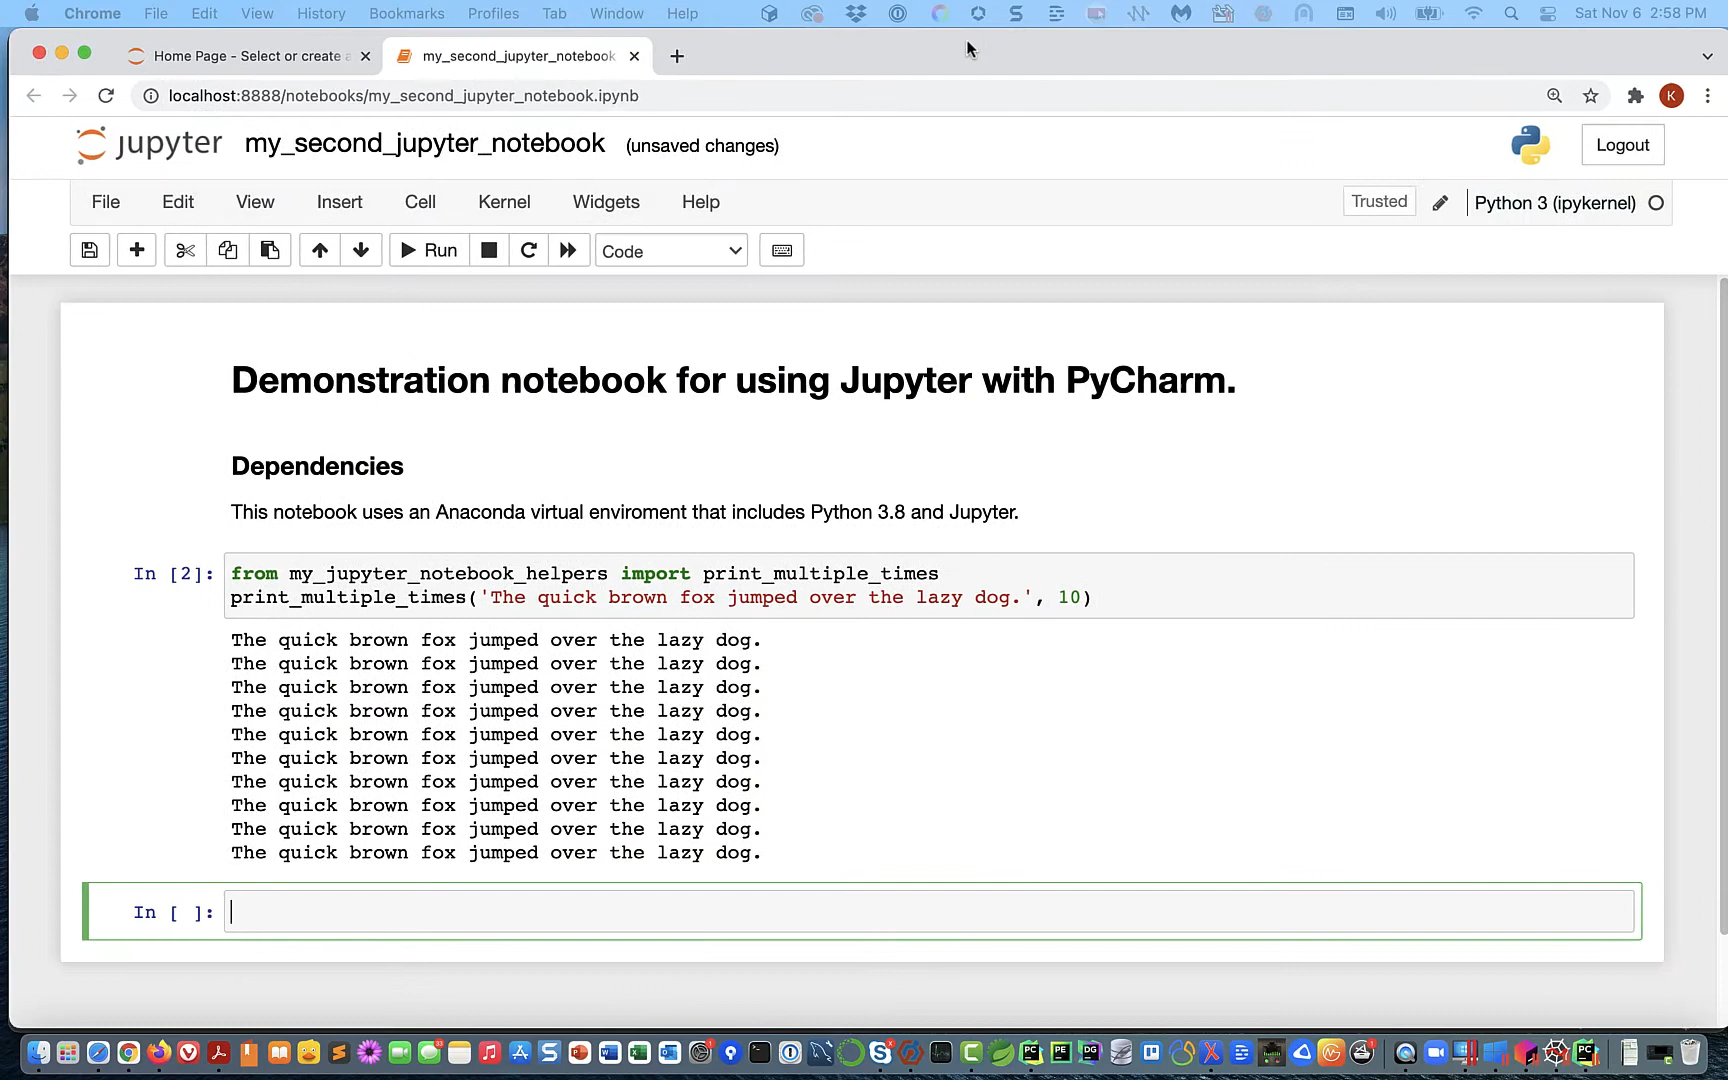 Chrome File Edit View History Bookmarks Profiles Tab Window Help Sat Nov 6 2:58 PM
Home Page - Select or create a
my_second_jupyter_notebook
localhost:8888/notebooks/my_second_jupyter_notebook.ipynb
K
jupyter my_second_jupyter_notebook (unsaved changes) Logout
File Edit View Insert Cell Kernel Widgets Help Trusted Python 3 (ipykernel)
Run Code
Demonstration notebook for using Jupyter with PyCharm.
Dependencies
This notebook uses an Anaconda virtual enviroment that includes Python 3.8 and Jupyter.
In [2]: from my_jupyter_notebook_helpers import print_multiple_times
print_multiple_times('The quick brown fox jumped over the lazy dog.', 10)
The quick brown fox jumped over the lazy dog.
The quick brown fox jumped over the lazy dog.
The quick brown fox jumped over the lazy dog.
The quick brown fox jumped over the lazy dog.
The quick brown fox jumped over the lazy dog.
The quick brown fox jumped over the lazy dog.
The quick brown fox jumped over the lazy dog.
The quick brown fox jumped over the lazy dog.
The quick brown fox jumped over the lazy dog.
The quick brown fox jumped over the lazy dog.
In [ ]: